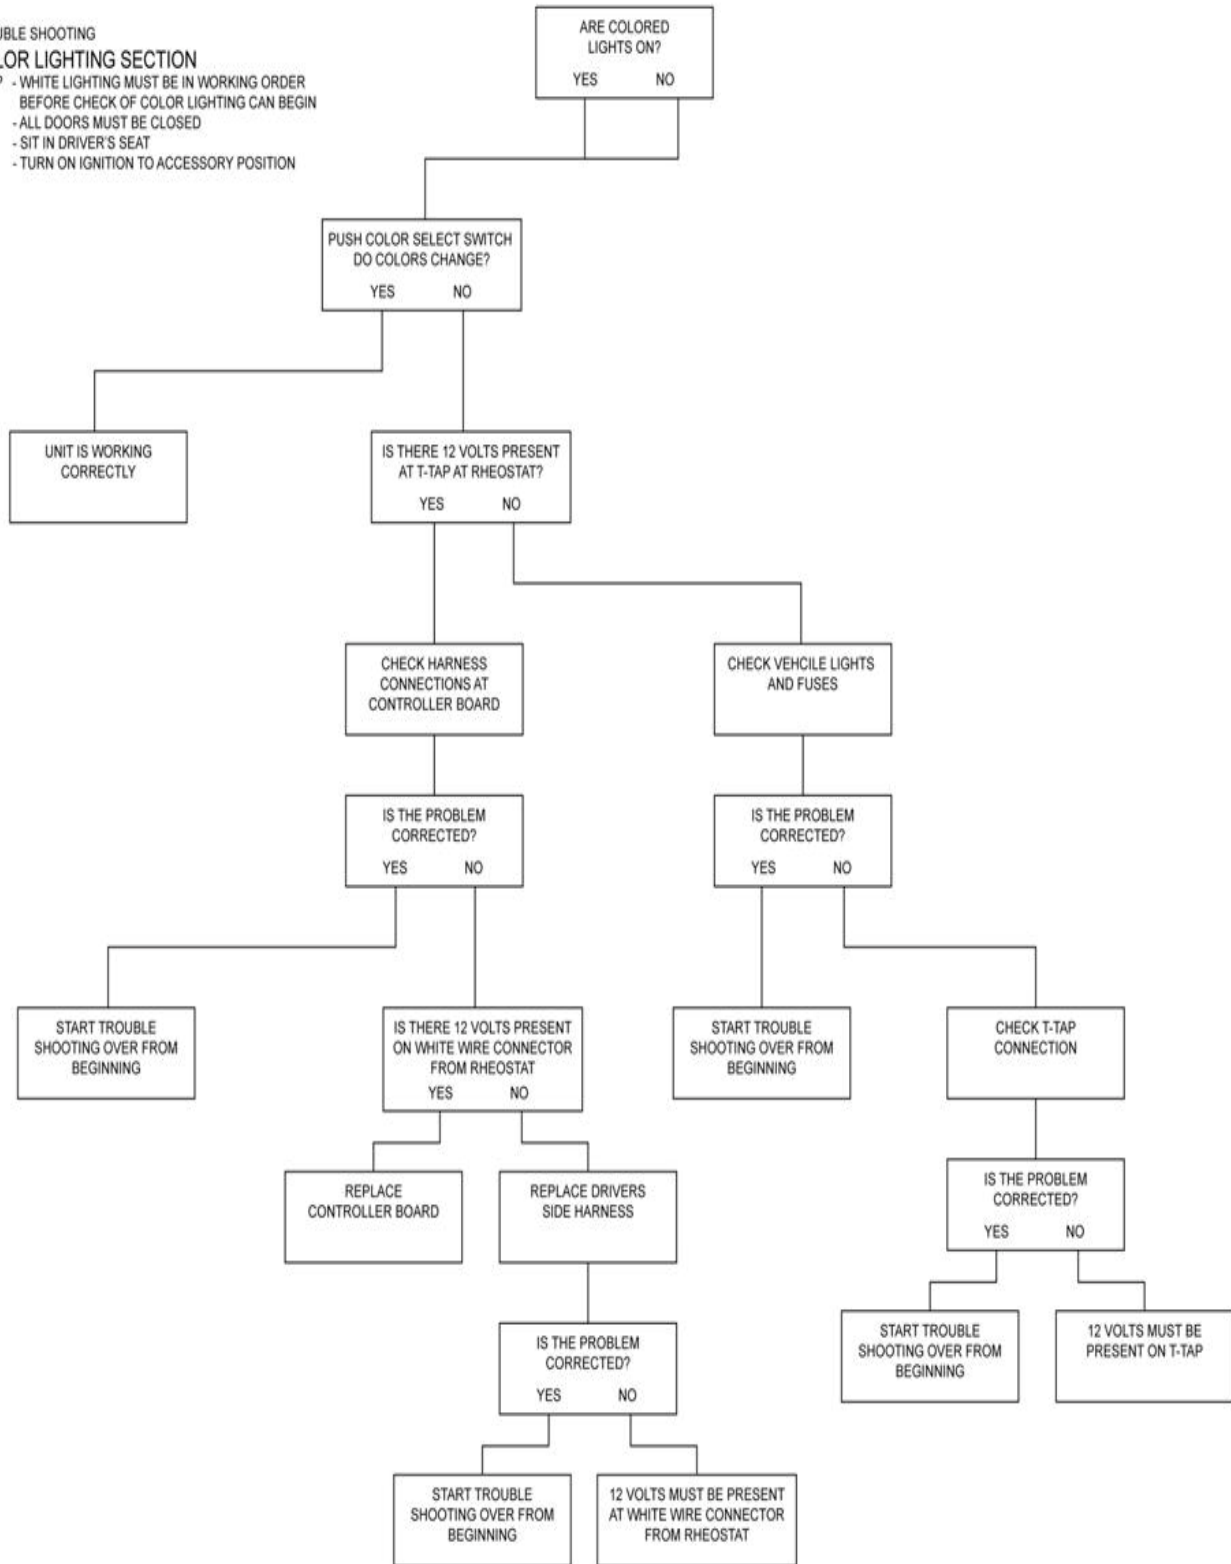 UBLE SHOOTING
LOR LIGHTING SECTION
- WHITE LIGHTING MUST BE IN WORKING ORDER
BEFORE CHECK OF COLOR LIGHTING CAN BEGIN
- ALL DOORS MUST BE CLOSED
- SIT IN DRIVER'S SEAT
- TURN ON IGNITION TO ACCESSORY POSITION
ARE COLORED
LIGHTS ON?
YES NO
PUSH COLOR SELECT SWITCH
DO COLORS CHANGE?
YES NO
UNIT IS WORKING
CORRECTLY
IS THERE 12 VOLTS PRESENT
AT T-TAP AT RHEOSTAT?
YES NO
CHECK HARNESS
CONNECTIONS AT
CONTROLLER BOARD
CHECK VEHCILE LIGHTS
AND FUSES
IS THE PROBLEM
CORRECTED?
YES NO
IS THE PROBLEM
CORRECTED?
YES NO
START TROUBLE
SHOOTING OVER FROM
BEGINNING
IS THERE 12 VOLTS PRESENT
ON WHITE WIRE CONNECTOR
FROM RHEOSTAT
YES NO
START TROUBLE
SHOOTING OVER FROM
BEGINNING
CHECK T-TAP
CONNECTION
REPLACE
CONTROLLER BOARD
REPLACE DRIVERS
SIDE HARNESS
IS THE PROBLEM
CORRECTED?
YES NO
IS THE PROBLEM
CORRECTED?
YES NO
START TROUBLE
SHOOTING OVER FROM
BEGINNING
12 VOLTS MUST BE
PRESENT ON T-TAP
START TROUBLE
SHOOTING OVER FROM
BEGINNING
12 VOLTS MUST BE PRESENT
AT WHITE WIRE CONNECTOR
FROM RHEOSTAT